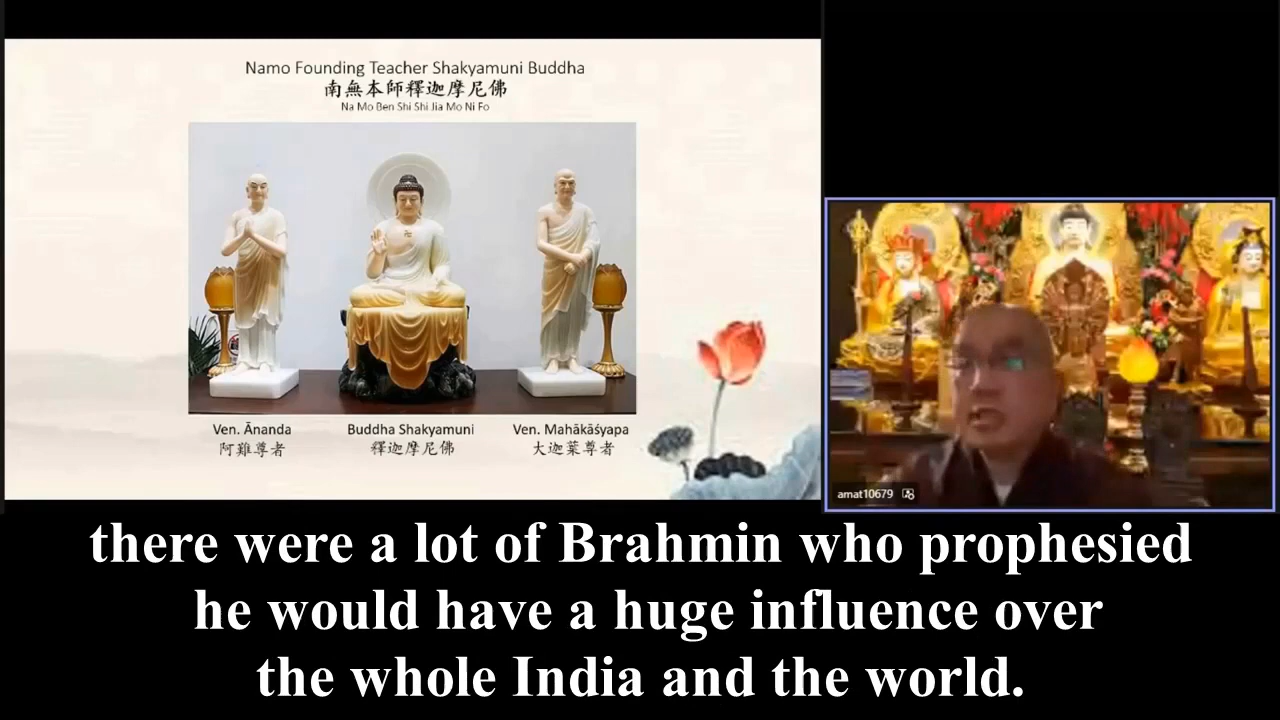 Namo Founding Teacher Shakyamuni Buddha
南無本師釋迦摩尼佛
Na Mo Ben Shi Shi Jia Mo Ni Fo
Ven. Ānanda
阿難尊者
Buddha Shakyamuni
釋迦摩尼佛
Ven. Mahākāśyapa
大迦葉尊者
amat10679
there were a lot of Brahmin who prophesied
he would have a huge influence over
the whole India and the world.